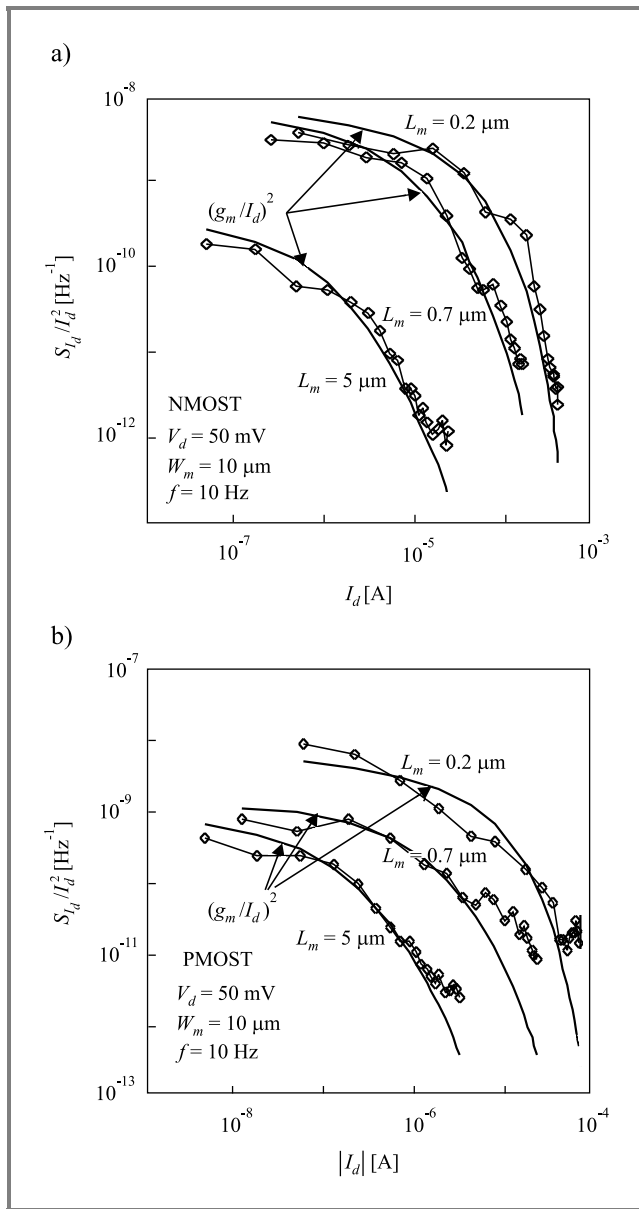 a)
10⁻⁸
10⁻¹⁰
10⁻¹²
S_{I_d}/I_d² [Hz⁻¹]
L_m = 0.2 µm
(g_m/I_d)²
L_m = 0.7 µm
L_m = 5 µm
NMOST
V_d = 50 mV
W_m = 10 µm
f = 10 Hz
10⁻⁷ 10⁻⁵ 10⁻³
I_d [A]
b)
10⁻⁷
10⁻⁹
10⁻¹¹
10⁻¹³
S_{I_d}/I_d² [Hz⁻¹]
L_m = 0.2 µm
L_m = 0.7 µm
(g_m/I_d)²
L_m = 5 µm
PMOST
V_d = 50 mV
W_m = 10 µm
f = 10 Hz
10⁻⁸ 10⁻⁶ 10⁻⁴
|I_d| [A]